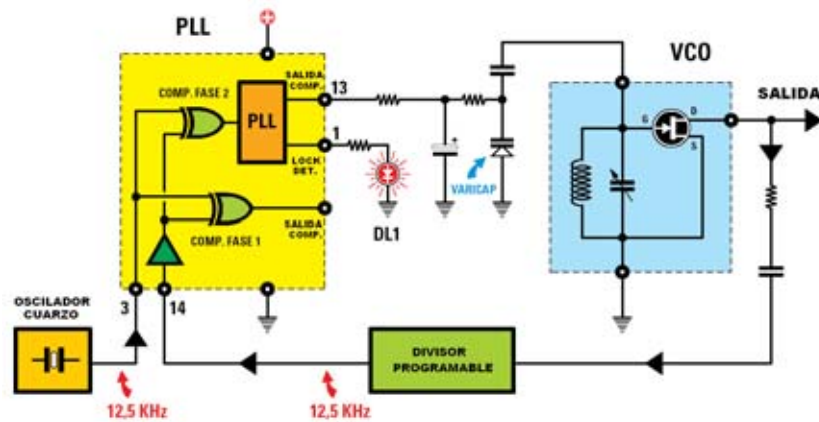 PLL
VCO
COMP. FASE 2
PLL
SALIDA
COMP.
13
1
LOCK
DET.
SALIDA
COMP.
COMP. FASE 1
DL1
+
VARICAP
G
D
S
SALIDA
3
14
OSCILADOR
CUARZO
12,5 KHz
12,5 KHz
DIVISOR
PROGRAMABLE